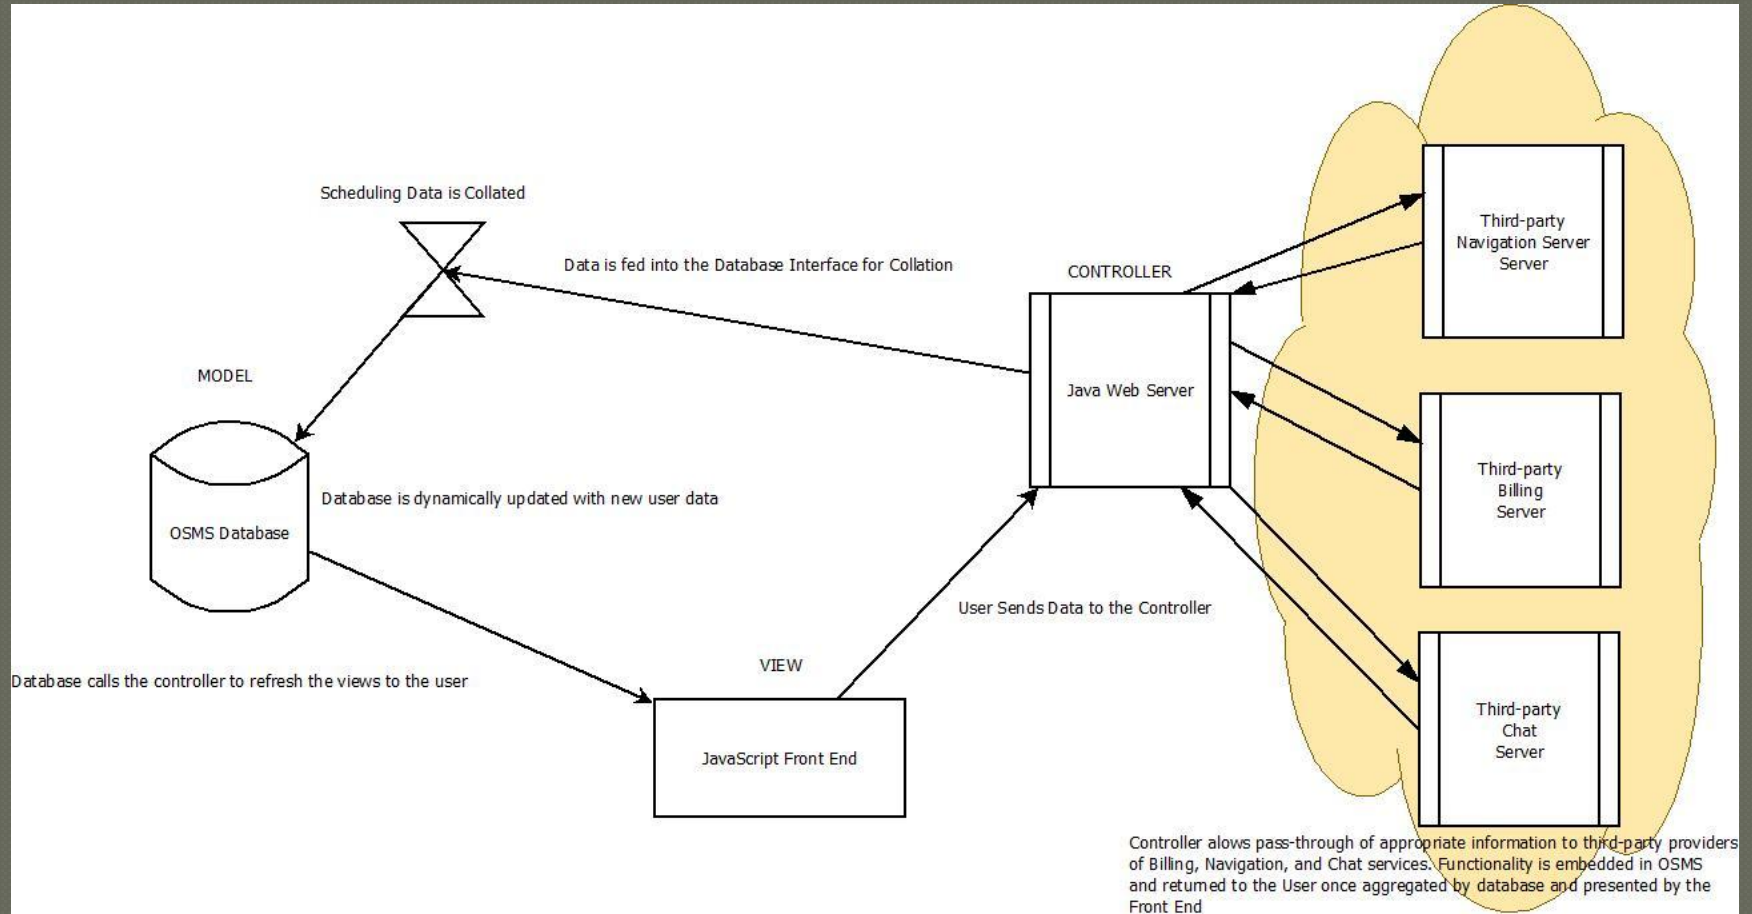 Scheduling Data is Collated
Data is fed into the Database Interface for Collation
CONTROLLER
Third-party
Navigation Server
Server
MODEL
Java Web Server
Third-party
Billing
Server
Database is dynamically updated with new user data
OSMS Database
User Sends Data to the Controller
VIEW
Database calls the controller to refresh the views to the user
JavaScript Front End
Third-party
Chat
Server
Controller alows pass-through of appropriate information to third-party providers
of Billing, Navigation, and Chat services. Functionality is embedded in OSMS
and returned to the User once aggregated by database and presented by the
Front End